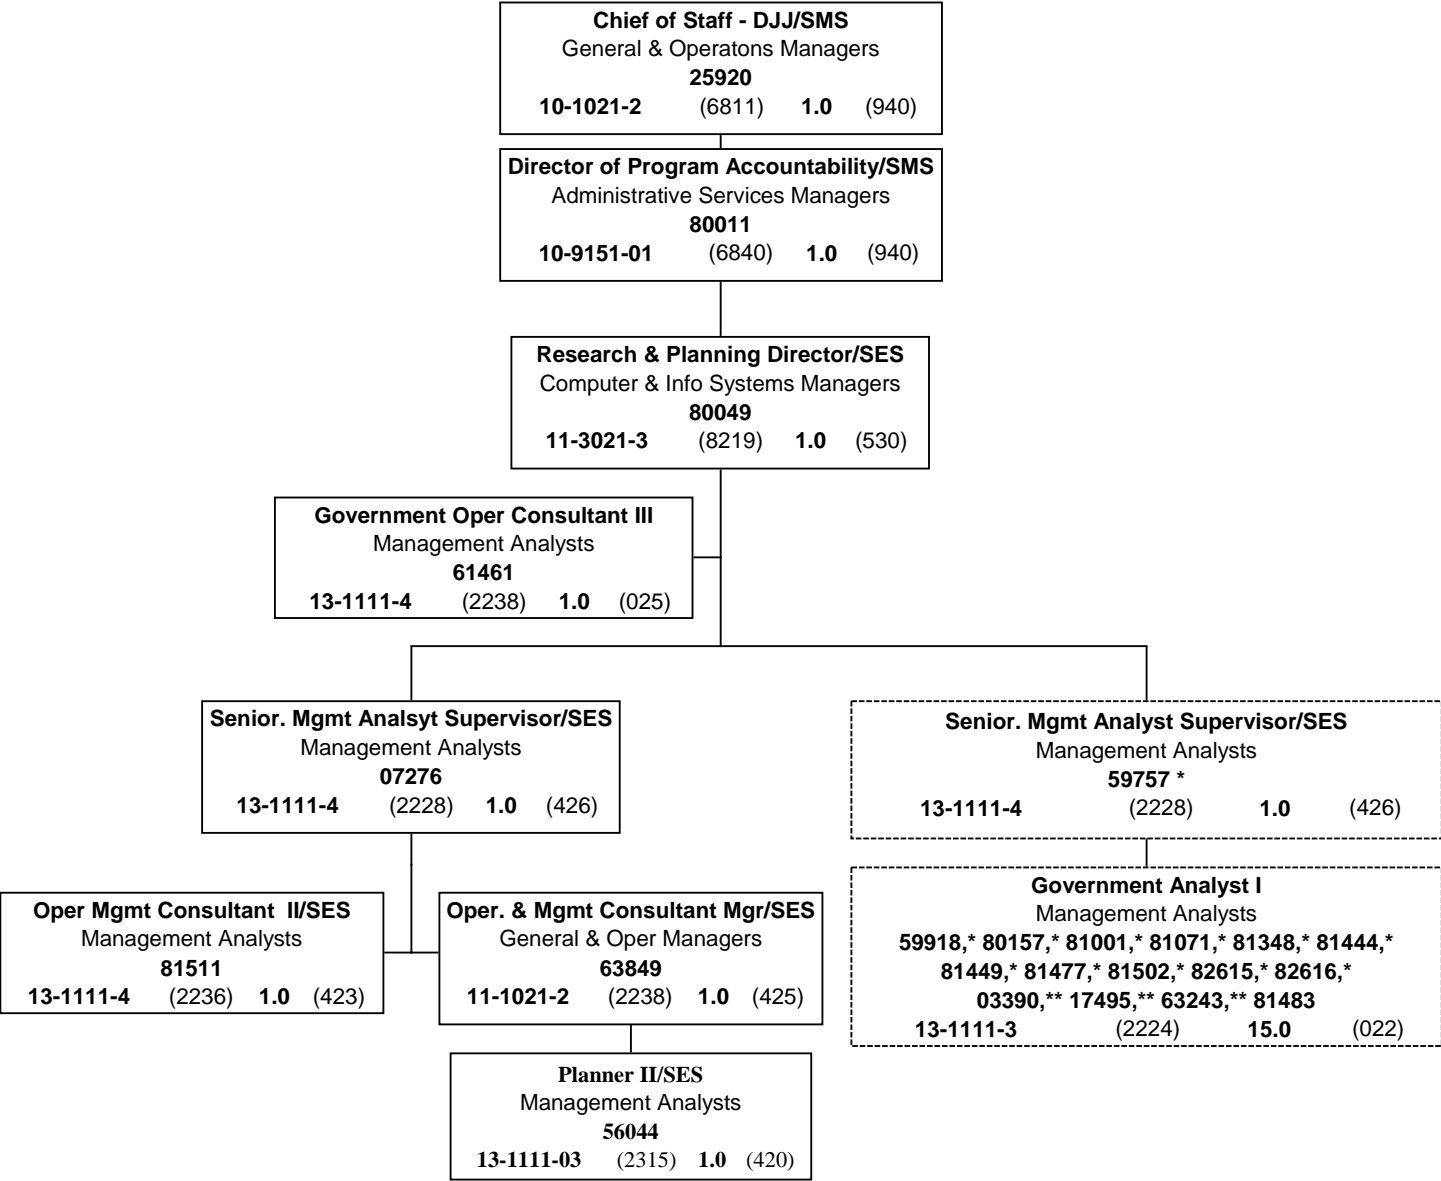 Chief of Staff - DJJ/SMS
General & Operatons Managers
25920
10-1021-2 (6811) 1.0 (940)
Director of Program Accountability/SMS
Administrative Services Managers
80011
10-9151-01 (6840) 1.0 (940)
Research & Planning Director/SES
Computer & Info Systems Managers
80049
11-3021-3 (8219) 1.0 (530)
Government Oper Consultant III
Management Analysts
61461
13-1111-4 (2238) 1.0 (025)
Senior. Mgmt Analsyt Supervisor/SES
Management Analysts
07276
13-1111-4 (2228) 1.0 (426)
Senior. Mgmt Analyst Supervisor/SES
Management Analysts
59757 *
13-1111-4 (2228) 1.0 (426)
Oper Mgmt Consultant II/SES
Management Analysts
81511
13-1111-4 (2236) 1.0 (423)
Oper. & Mgmt Consultant Mgr/SES
General & Oper Managers
63849
11-1021-2 (2238) 1.0 (425)
Government Analyst I
Management Analysts
59918,* 80157,* 81001,* 81071,* 81348,* 81444,*
81449,* 81477,* 81502,* 82615,* 82616,*
03390,** 17495,** 63243,** 81483
13-1111-3 (2224) 15.0 (022)
Planner II/SES
Management Analysts
56044
13-1111-03 (2315) 1.0 (420)